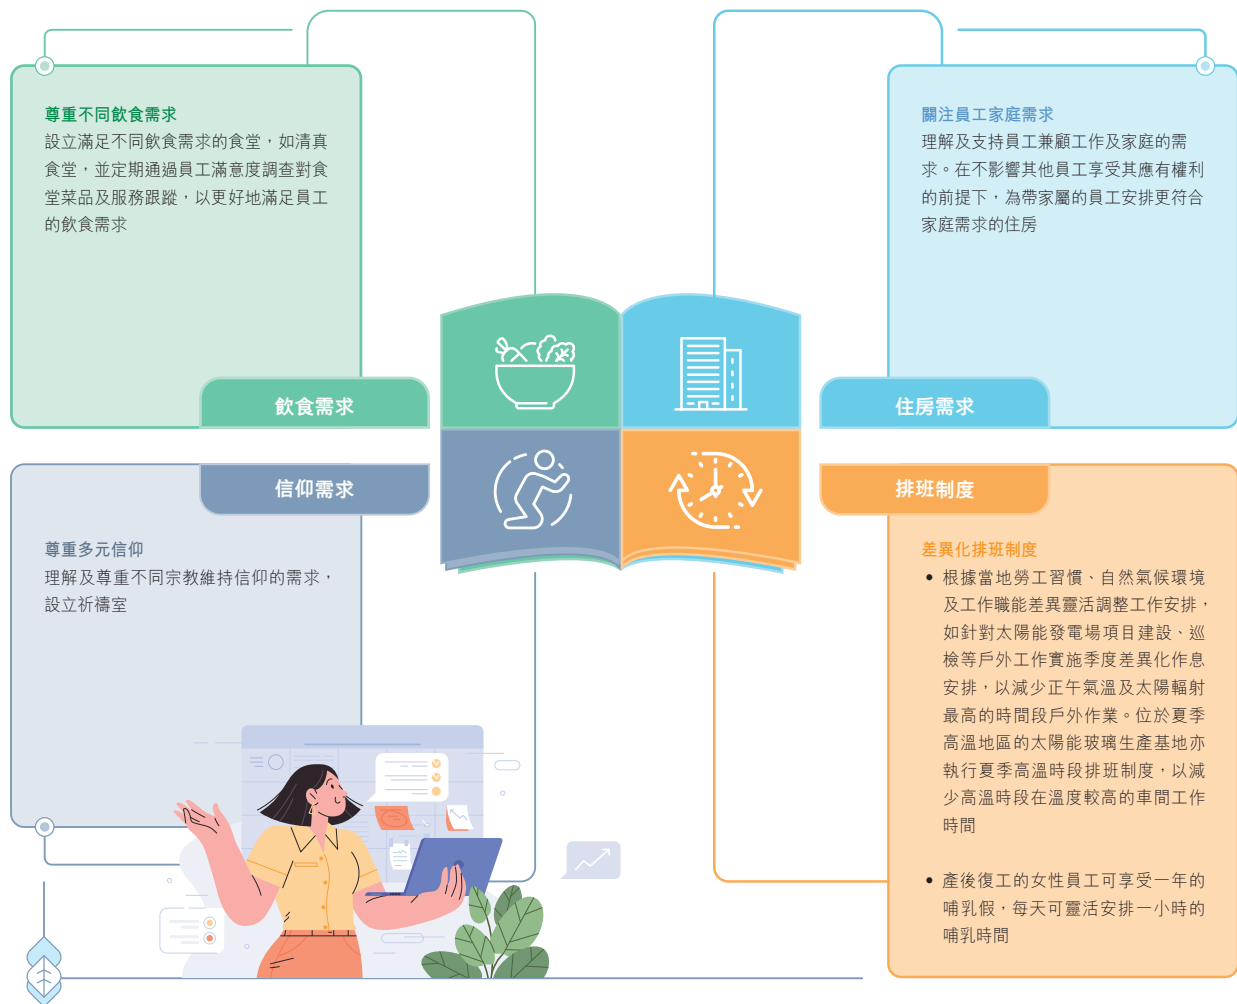 尊重不同飲食需求
設立滿足不同飲食需求的食堂，如清真
食堂，並定期通過員工滿意度調查對食
堂菜品及服務跟蹤，以更好地滿足員工
的飲食需求
飲食需求
關注員工家庭需求
理解及支持員工兼顧工作及家庭的需
求。在不影響其他員工享受其應有權利
的前提下，為帶家屬的員工安排更符合
家庭需求的住房
住房需求
信仰需求
尊重多元信仰
理解及尊重不同宗教維持信仰的需求，
設立祈禱室
排班制度
差異化排班制度
• 根據當地勞工習慣、自然氣候環境
及工作職能差異靈活調整工作安排，
如針對太陽能發電場項目建設、巡
檢等戶外工作實施季度差異化作息
安排，以減少正午氣溫及太陽輻射
最高的時間段戶外作業。位於夏季
高溫地區的太陽能玻璃生產基地亦
執行夏季高溫時段排班制度，以減
少高溫時段在溫度較高的車間工作
時間
• 產後復工的女性員工可享受一年的
哺乳假，每天可靈活安排一小時的
哺乳時間